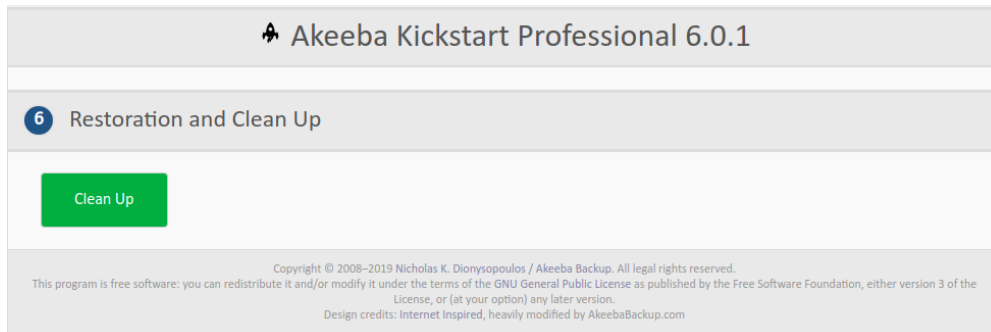 Akeeba Kickstart Professional 6.0.1
6 Restoration and Clean Up
Clean Up
Copyright © 2008–2019 Nicholas K. Dionysopoulos / Akeeba Backup. All legal rights reserved.
This program is free software: you can redistribute it and/or modify it under the terms of the GNU General Public License as published by the Free Software Foundation, either version 3 of the
License, or (at your option) any later version.
Design credits: Internet Inspired, heavily modified by AkeebaBackup.com